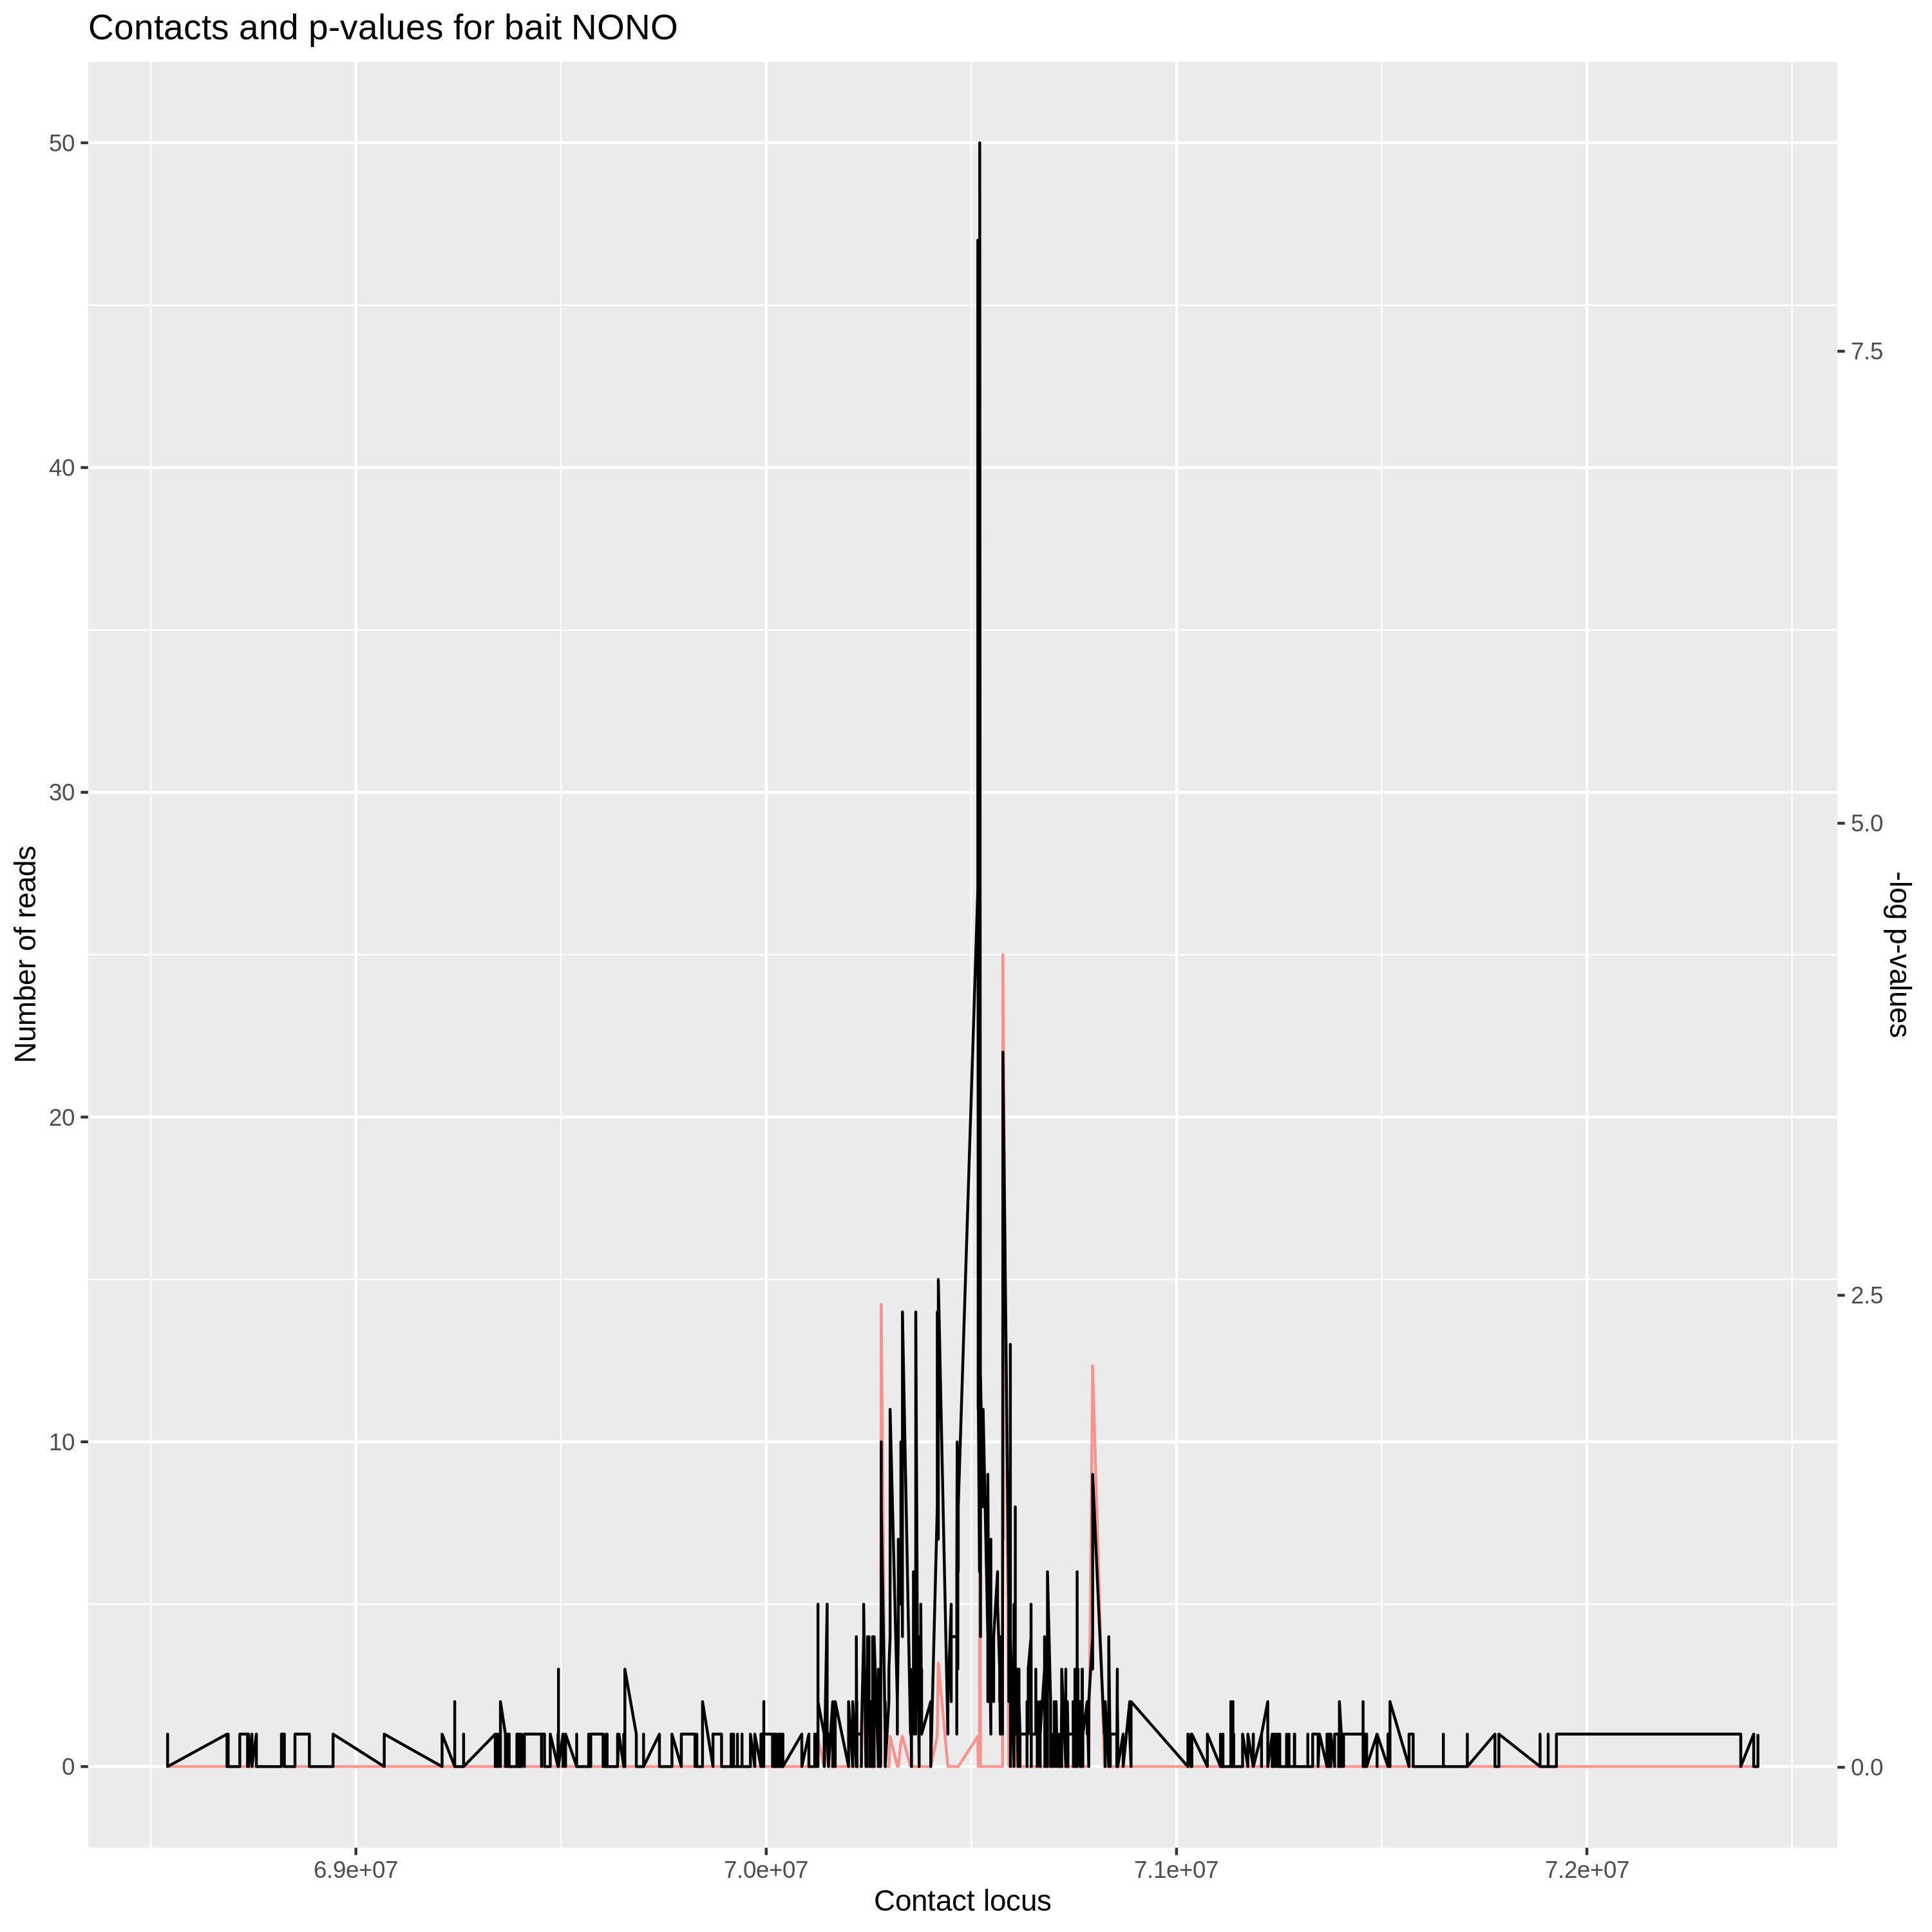 Contacts and p-values for bait NONO
50
40
30
20
10
0
Number of reads
7.5
5.0
2.5
0.0
-log p-values
6.9e+07 7.0e+07 7.1e+07 7.2e+07
Contact locus